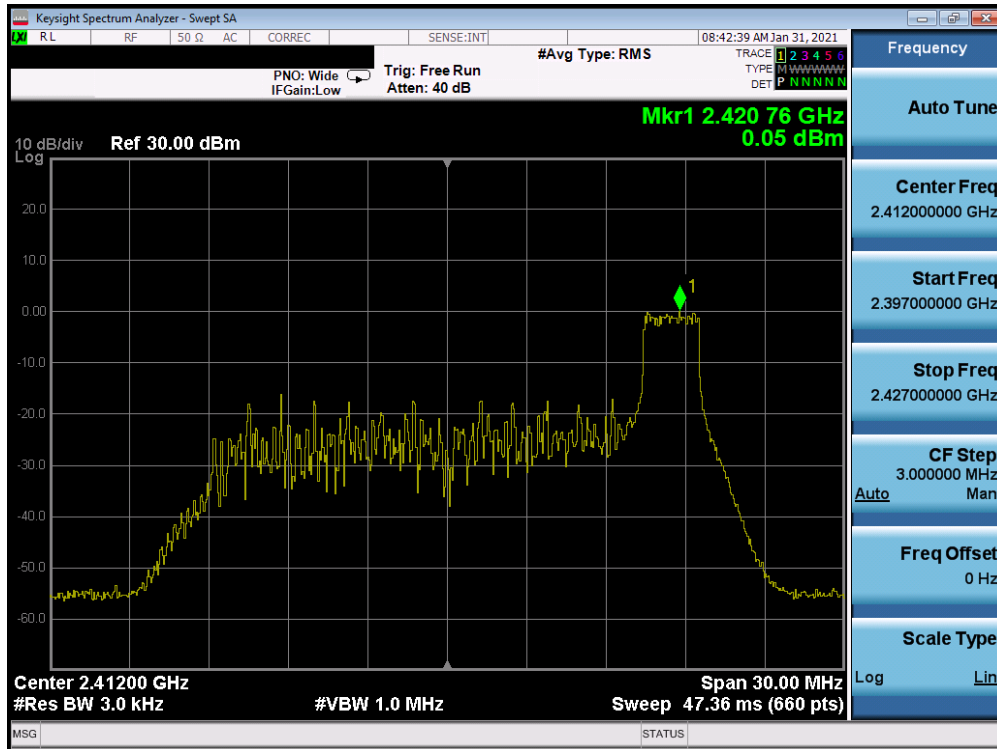 Keysight Spectrum Analyzer - Swept SA
LXI RL RF 50 Ω AC CORREC SENSE:INT 08:42:39 AM Jan 31, 2021
#Avg Type: RMS TRACE 1 2 3 4 5 6
PNO: Wide Trig: Free Run TYPE M WWWWW
IFGain:Low Atten: 40 dB DET P N N N N N
Mkr1 2.420 76 GHz
0.05 dBm
10 dB/div Ref 30.00 dBm
Log
20.0
10.0
1
0.00
-10.0
-20.0
-30.0
-40.0
-50.0
-60.0
Center 2.41200 GHz Span 30.00 MHz
#Res BW 3.0 kHz #VBW 1.0 MHz Sweep 47.36 ms (660 pts)
MSG STATUS
Frequency
Auto Tune
Center Freq
2.412000000 GHz
Start Freq
2.397000000 GHz
Stop Freq
2.427000000 GHz
CF Step
3.000000 MHz
Auto Man
Freq Offset
0 Hz
Scale Type
Log Lin